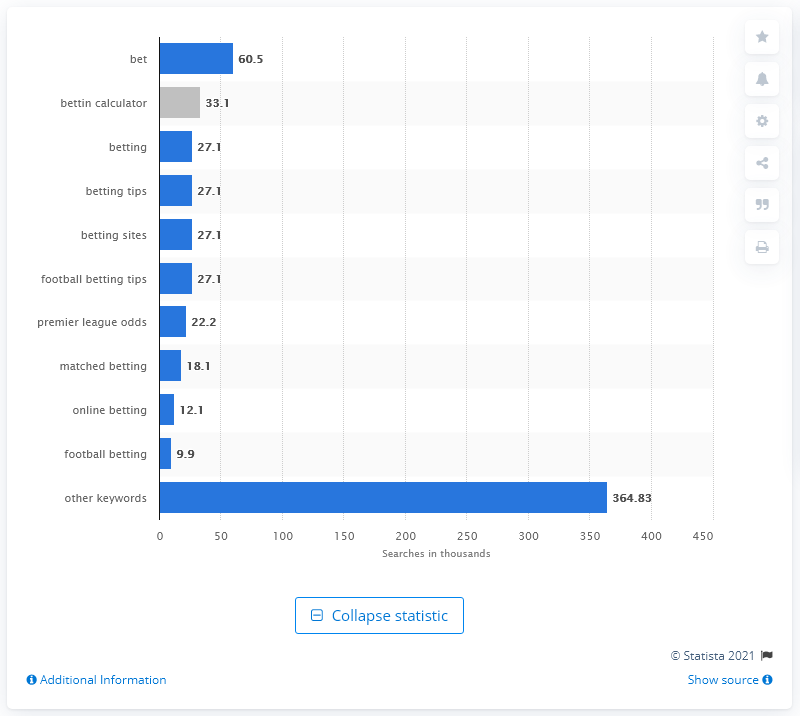 bet 60.5
bettin calculator 33.1
betting 27.1
betting tips 27.1
betting sites 27.1
football betting tips 27.1
premier league odds 22.2
matched betting 18.1
online betting 12.1
football betting 9.9
other keywords 364.83
0 50 100 150 200 250 300 350 400 450
Searches in thousands
Collapse statistic
© Statista 2021
Additional Information Show source